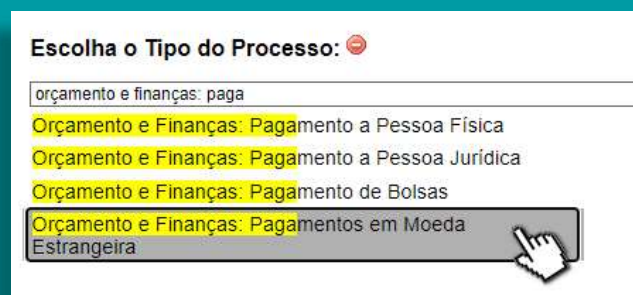 Escolha o Tipo do Processo:
orçamento e finanças: paga
Orçamento e Finanças: Pagamento a Pessoa Física
Orçamento e Finanças: Pagamento a Pessoa Jurídica
Orçamento e Finanças: Pagamento de Bolsas
Orçamento e Finanças: Pagamentos em Moeda
Estrangeira